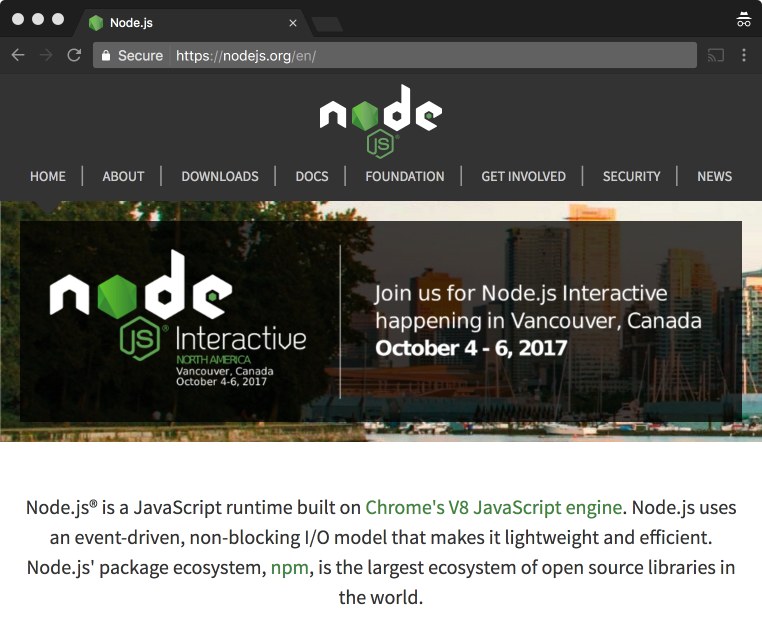 Node.js
Secure
https://nodejs.org/en/
node
JS®
HOME
ABOUT
DOWNLOADS
DOCS
FOUNDATION
GET INVOLVED
SECURITY
NEWS
node
JS® Interactive
NORTH AMERICA
Vancouver, Canada
October 4-6, 2017
Join us for Node.js Interactive
happening in Vancouver, Canada
October 4 - 6, 2017
Node.js® is a JavaScript runtime built on Chrome's V8 JavaScript engine. Node.js uses
an event-driven, non-blocking I/O model that makes it lightweight and efficient.
Node.js' package ecosystem, npm, is the largest ecosystem of open source libraries in
the world.